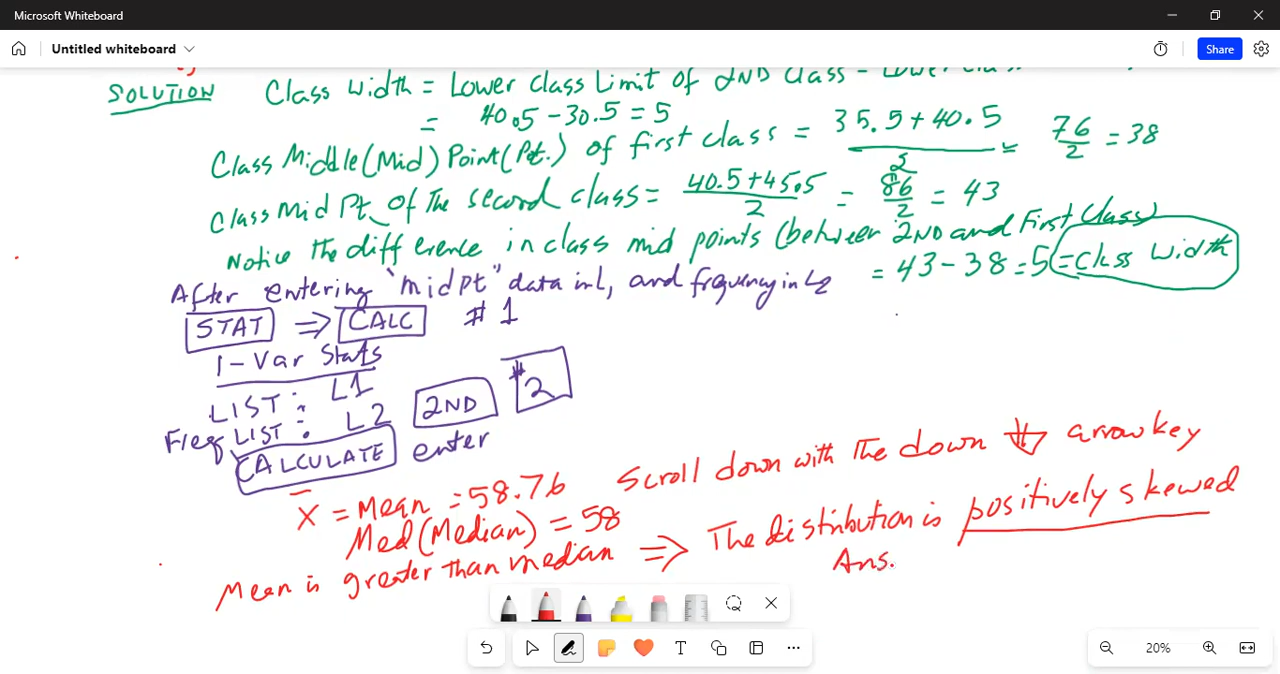 Microsoft Whiteboard
Untitled whiteboard
Share
SOLUTION Class Width = Lower Class Limit of 2ND Class - Lower Class
= 40.5 - 30.5 = 5
Class Middle (Mid) Point (Pt.) of first class = 35.5 + 40.5 / 2 = 76 / 2 = 38
Class Mid Pt. of The second class = 40.5 + 45.5 / 2 = 86 / 2 = 43
Notice the difference in class mid points (between 2ND and First Class)
= 43 - 38 = 5 = class width
After entering "mid pt" data in L, and frequency in L2
STAT ⇒ CALC #1
1-Var Stats
LIST: L1
Freq LIST: L2 2ND #2
CALCULATE enter
x̄ = Mean = 58.76 Scroll down with The down ⇓ arrow key
Med (Median) = 58
Mean is greater than median ⇒ The distribution is positively skewed
Ans.
20%